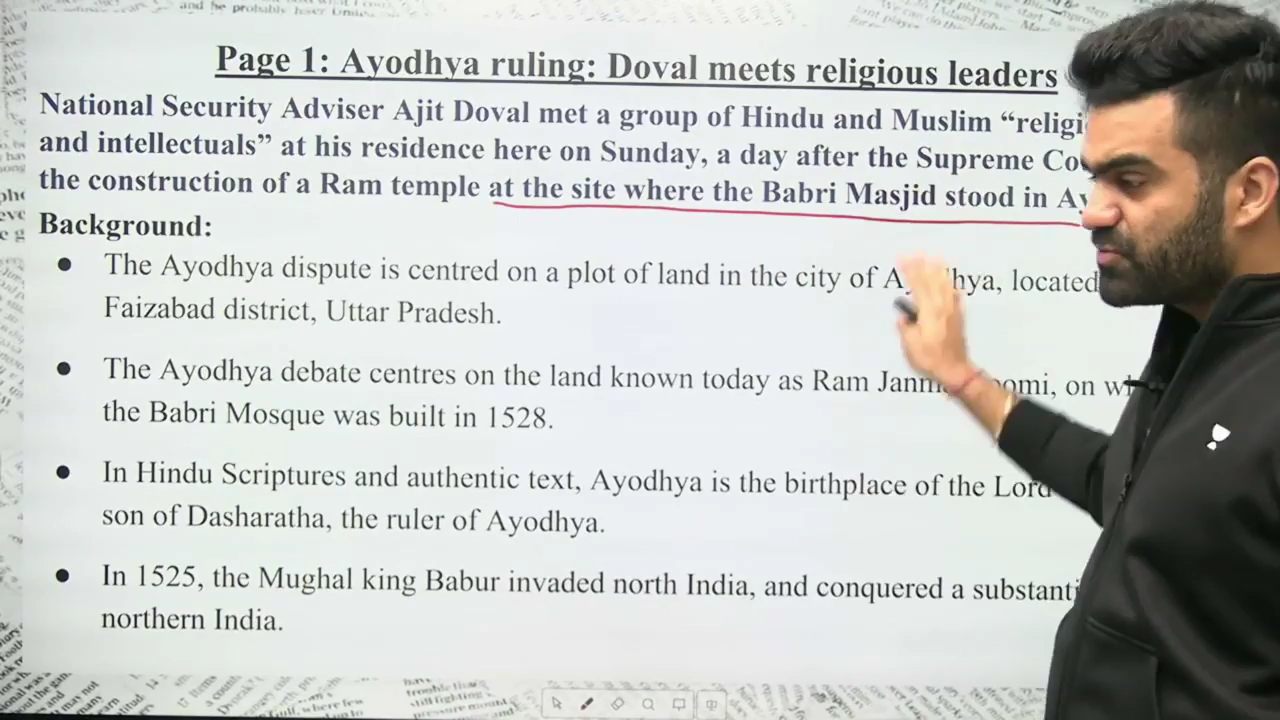 Page 1: Ayodhya ruling: Doval meets religious leaders
National Security Adviser Ajit Doval met a group of Hindu and Muslim “religi
and intellectuals” at his residence here on Sunday, a day after the Supreme Co
the construction of a Ram temple at the site where the Babri Masjid stood in Ay
Background:
● The Ayodhya dispute is centred on a plot of land in the city of A hya, located
Faizabad district, Uttar Pradesh.
● The Ayodhya debate centres on the land known today as Ram Janm oomi, on wh
the Babri Mosque was built in 1528.
● In Hindu Scriptures and authentic text, Ayodhya is the birthplace of the Lord
son of Dasharatha, the ruler of Ayodhya.
● In 1525, the Mughal king Babur invaded north India, and conquered a substanti
northern India.